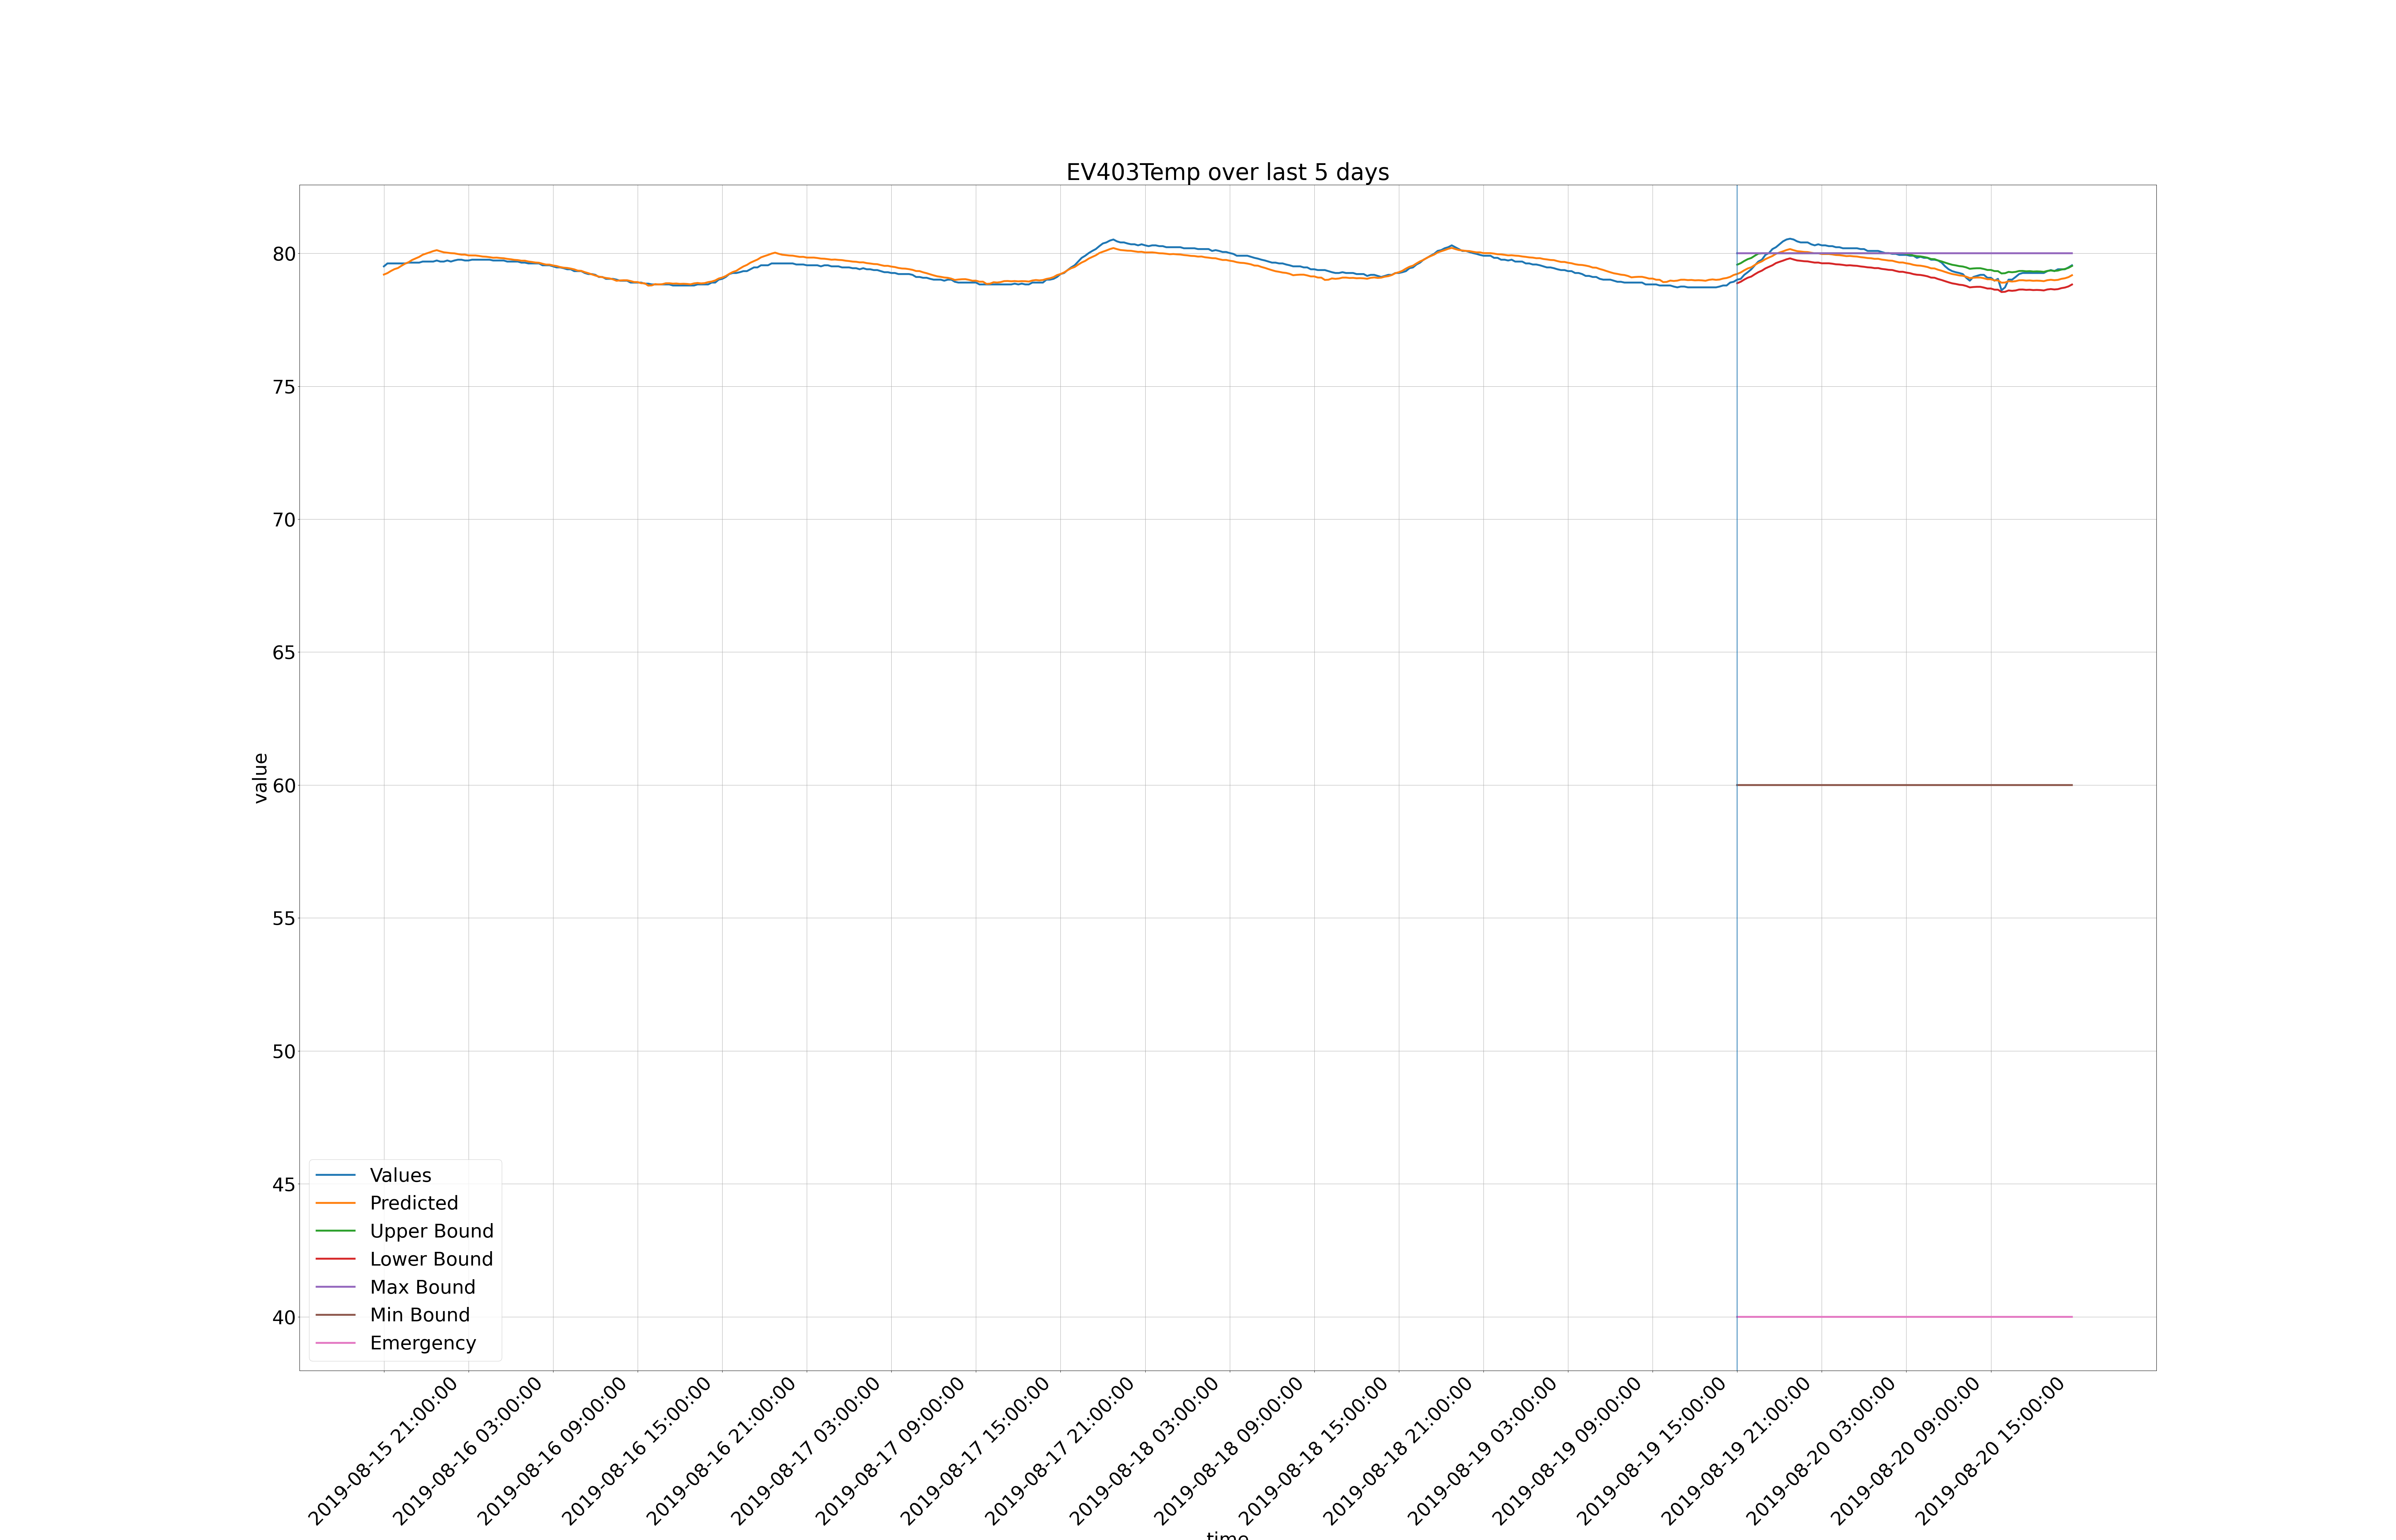 EV403Temp over last 5 days
value
80
75
70
65
60
55
50
45
40
Values
Predicted
Upper Bound
Lower Bound
Max Bound
Min Bound
Emergency
2019-08-15 21:00:00
2019-08-16 03:00:00
2019-08-16 09:00:00
2019-08-16 15:00:00
2019-08-16 21:00:00
2019-08-17 03:00:00
2019-08-17 09:00:00
2019-08-17 15:00:00
2019-08-17 21:00:00
2019-08-18 03:00:00
2019-08-18 09:00:00
2019-08-18 15:00:00
2019-08-18 21:00:00
2019-08-19 03:00:00
2019-08-19 09:00:00
2019-08-19 15:00:00
2019-08-19 21:00:00
2019-08-20 03:00:00
2019-08-20 09:00:00
2019-08-20 15:00:00
time